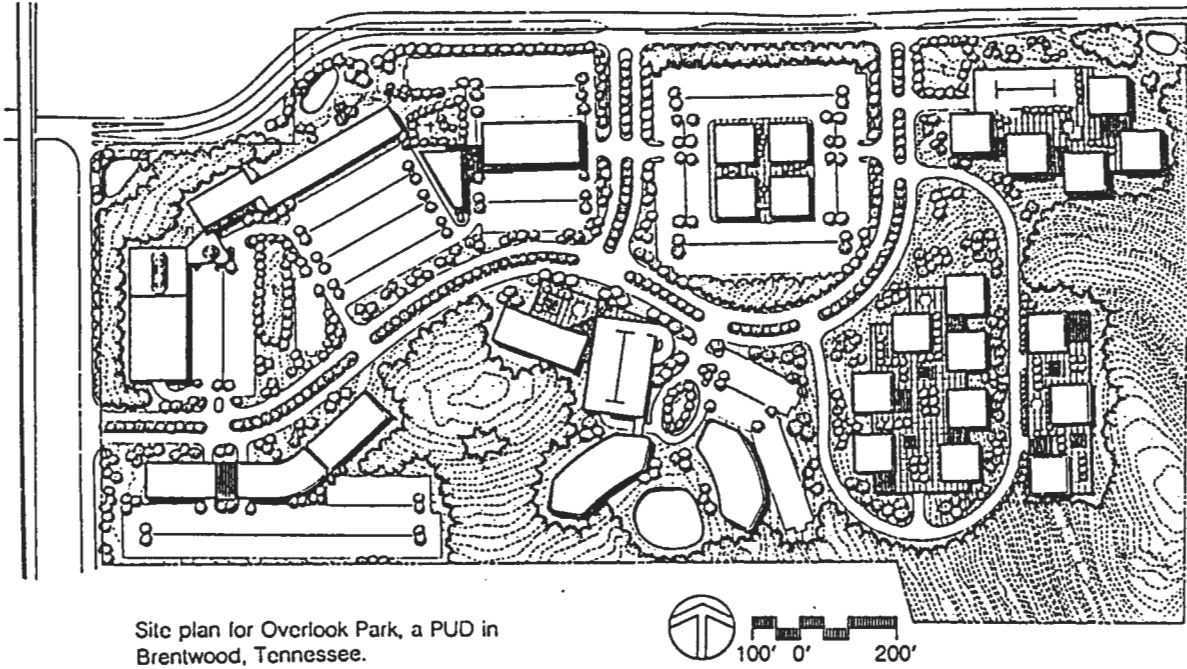 Site plan for Overlook Park, a PUD in
Brentwood, Tennessee.
100' 0' 200'